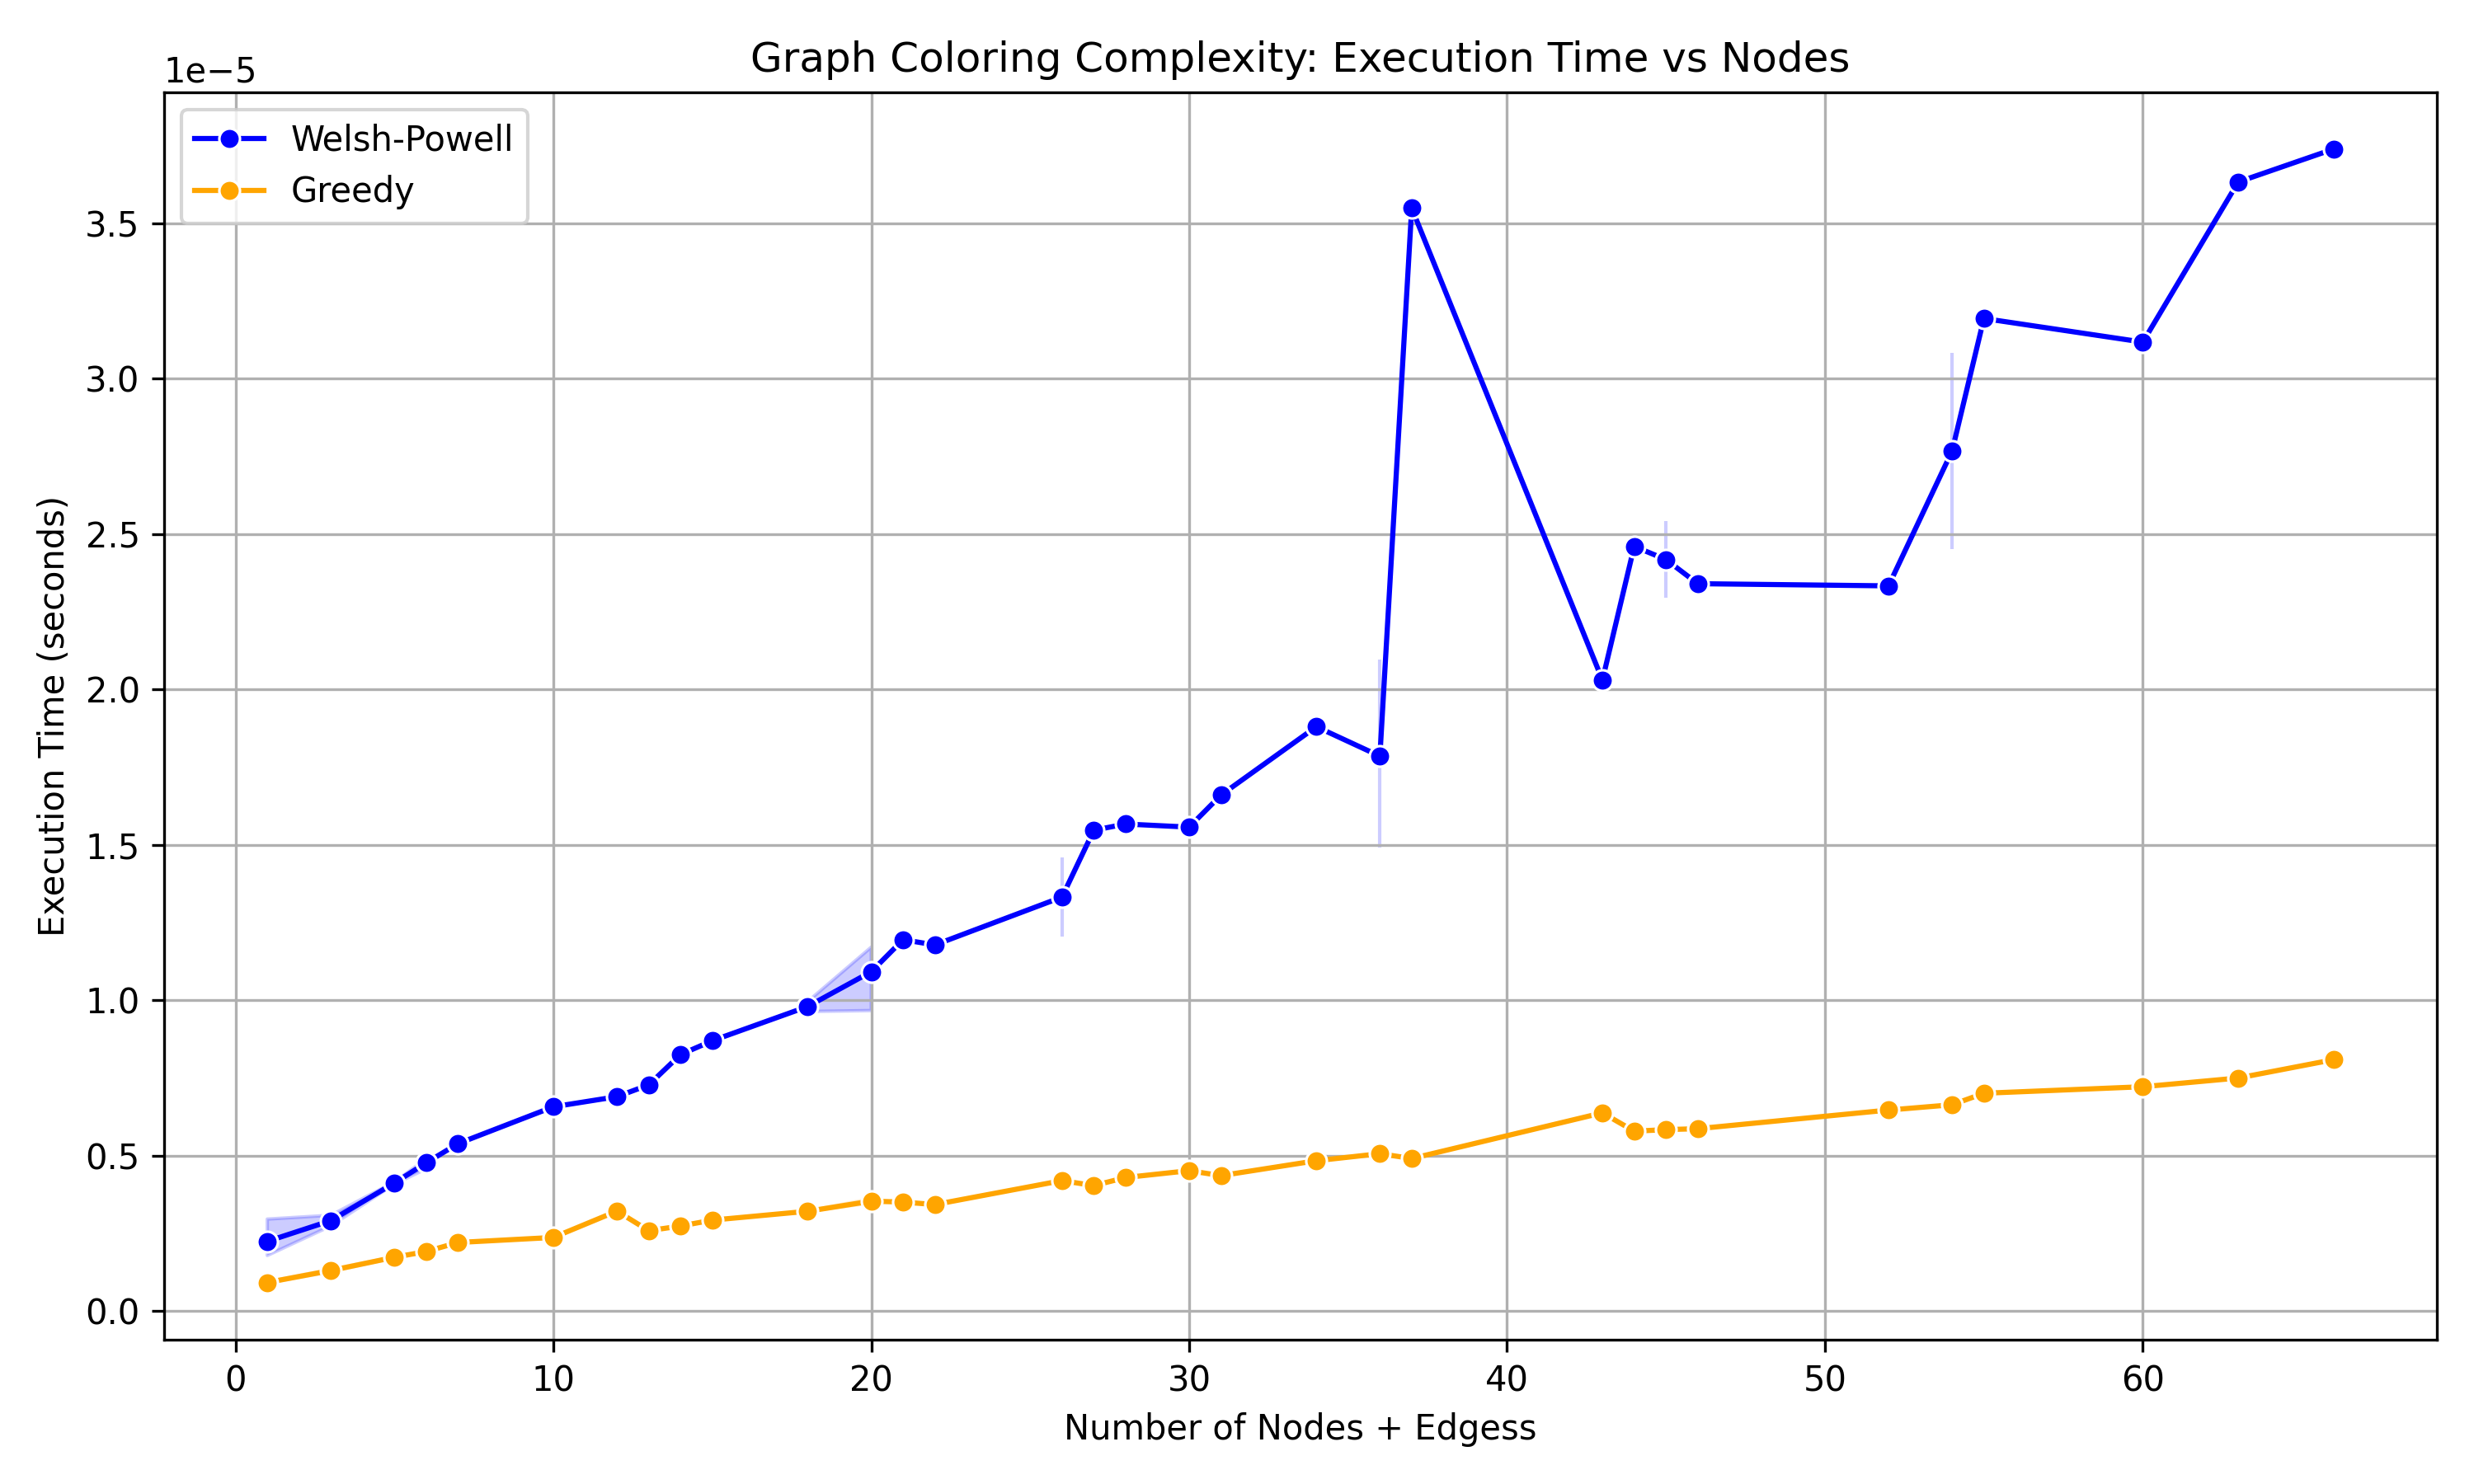 Graph Coloring Complexity: Execution Time vs Nodes
1e−5
Welsh-Powell
Greedy
3.5
3.0
2.5
2.0
1.5
1.0
0.5
0.0
Execution Time (seconds)
0 10 20 30 40 50 60
Number of Nodes + Edgess